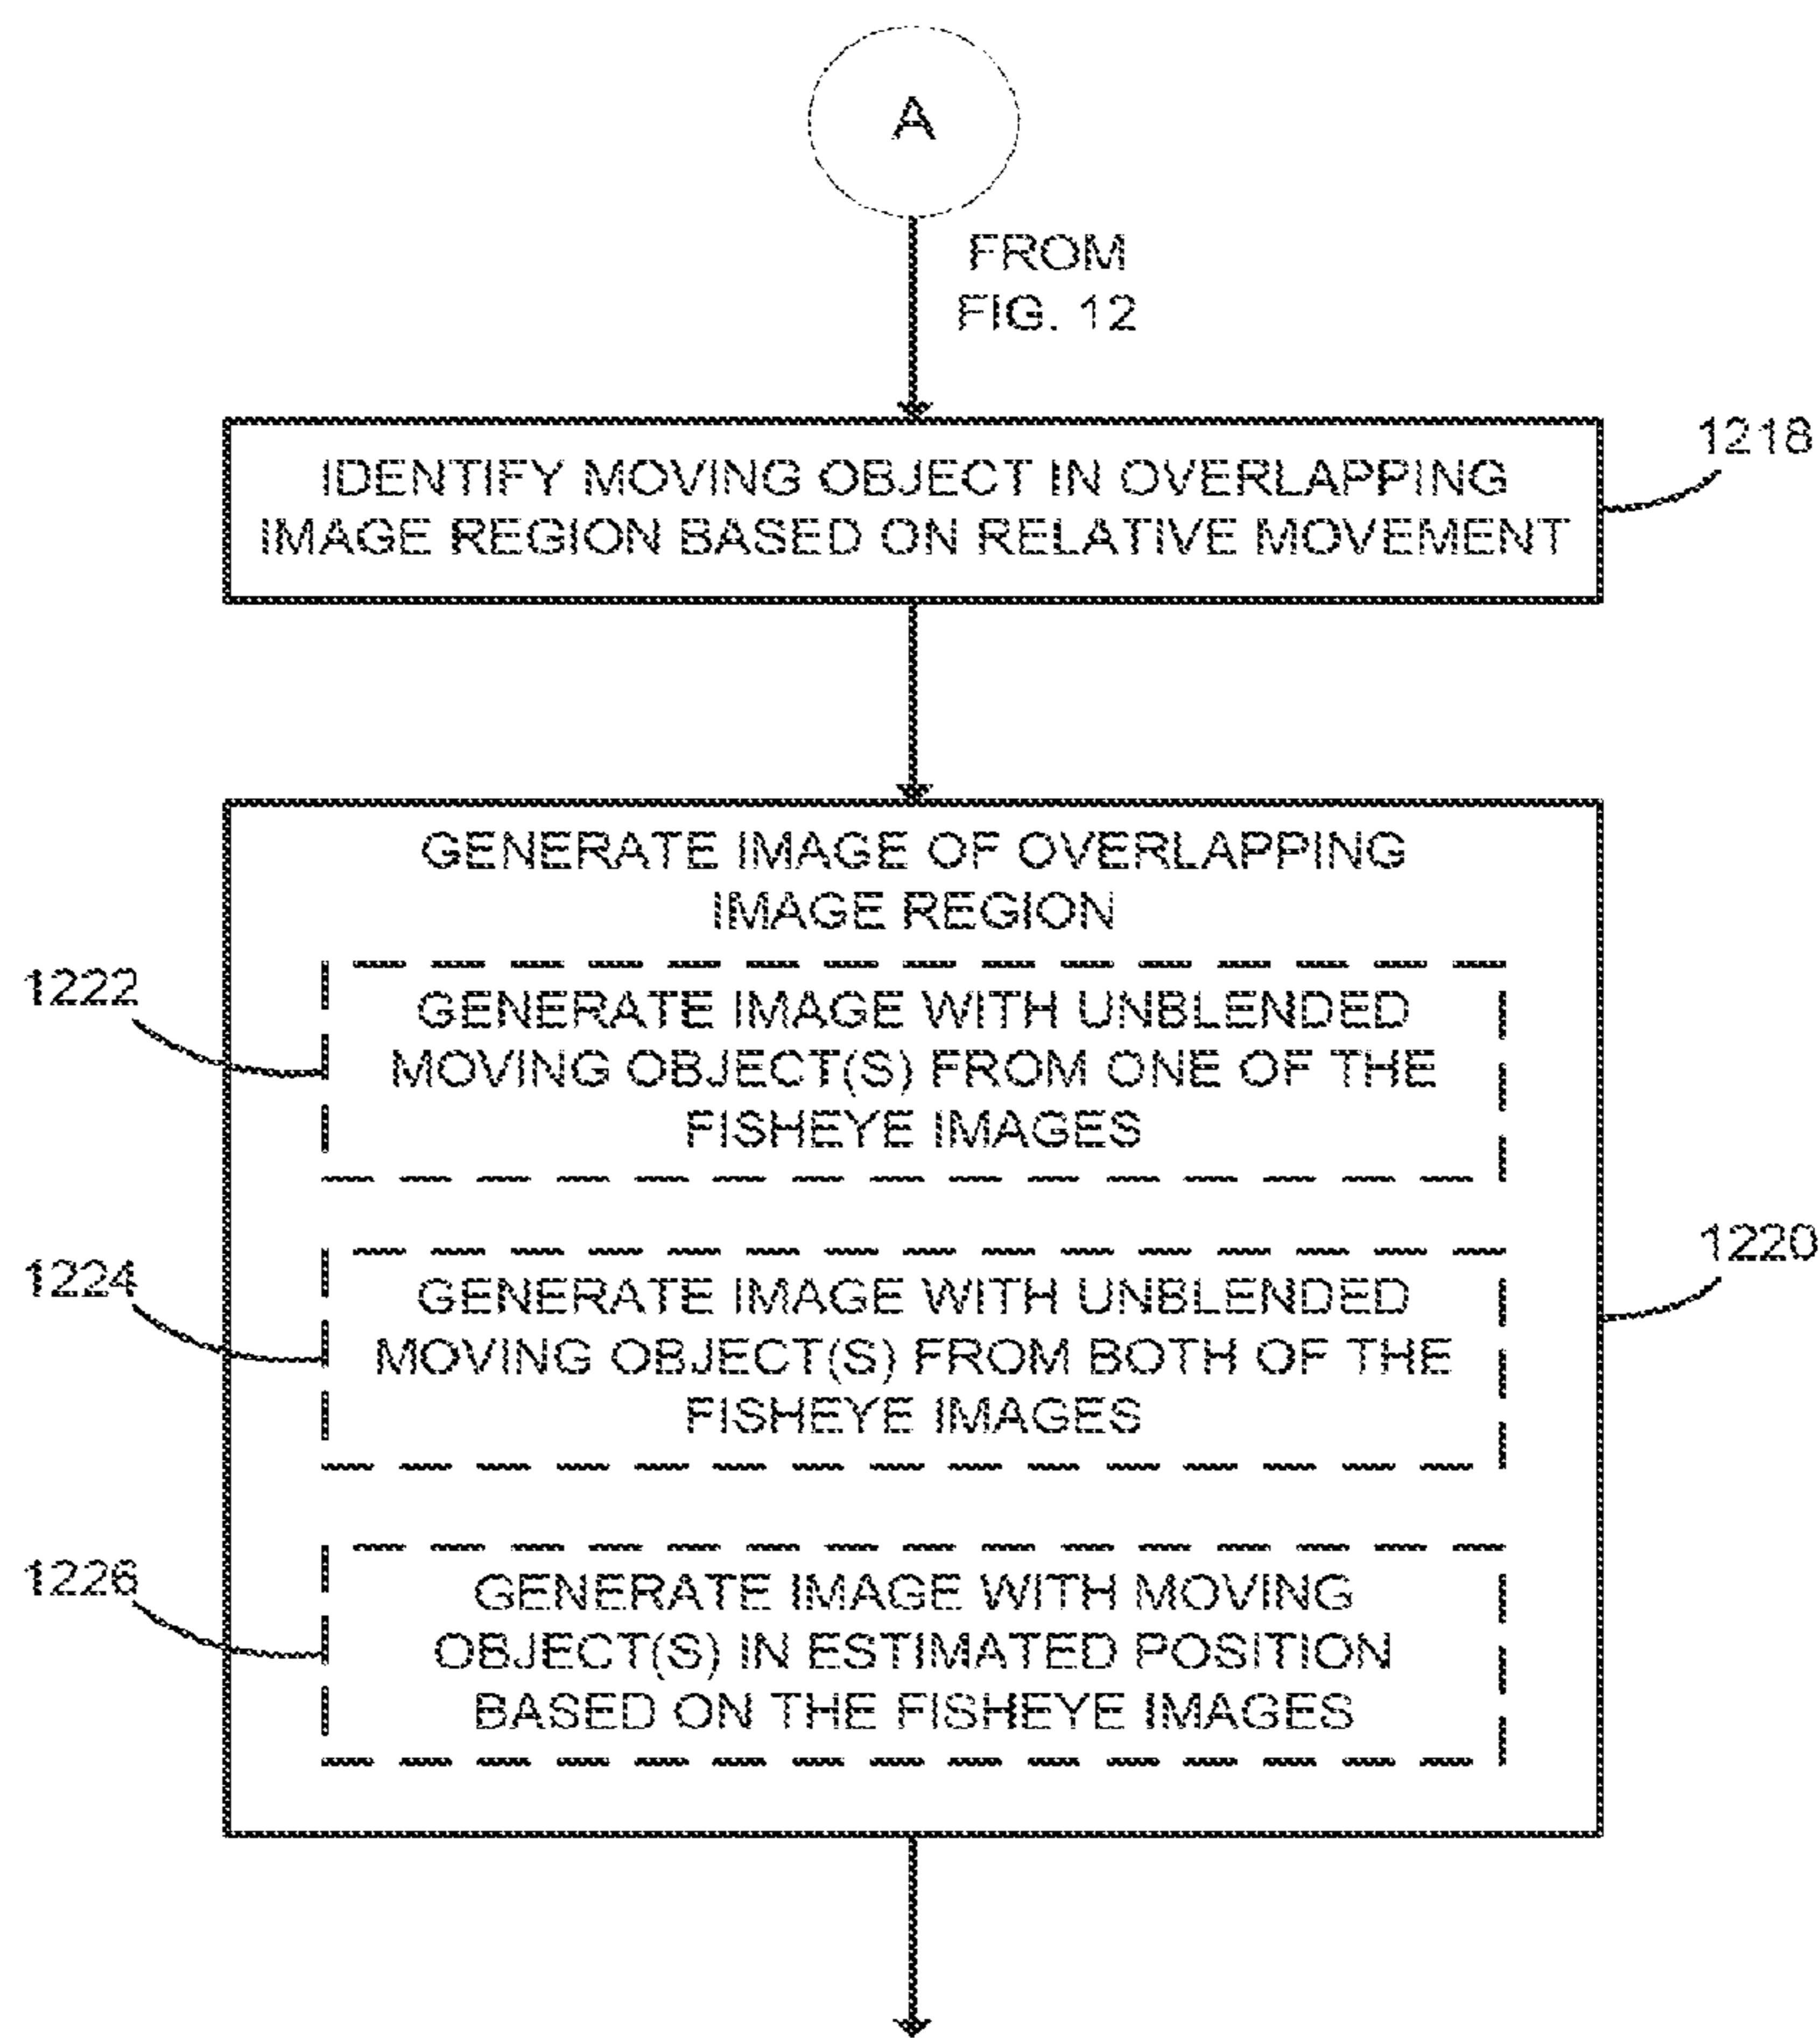 A
FROM
FIG. 12
1218
IDENTIFY MOVING OBJECT IN OVERLAPPING
IMAGE REGION BASED ON RELATIVE MOVEMENT
GENERATE IMAGE OF OVERLAPPING
IMAGE REGION
1222
GENERATE IMAGE WITH UNBLENDED
MOVING OBJECT(S) FROM ONE OF THE
FISHEYE IMAGES
1220
1224
GENERATE IMAGE WITH UNBLENDED
MOVING OBJECT(S) FROM BOTH OF THE
FISHEYE IMAGES
1226
GENERATE IMAGE WITH MOVING
OBJECT(S) IN ESTIMATED POSITION
BASED ON THE FISHEYE IMAGES